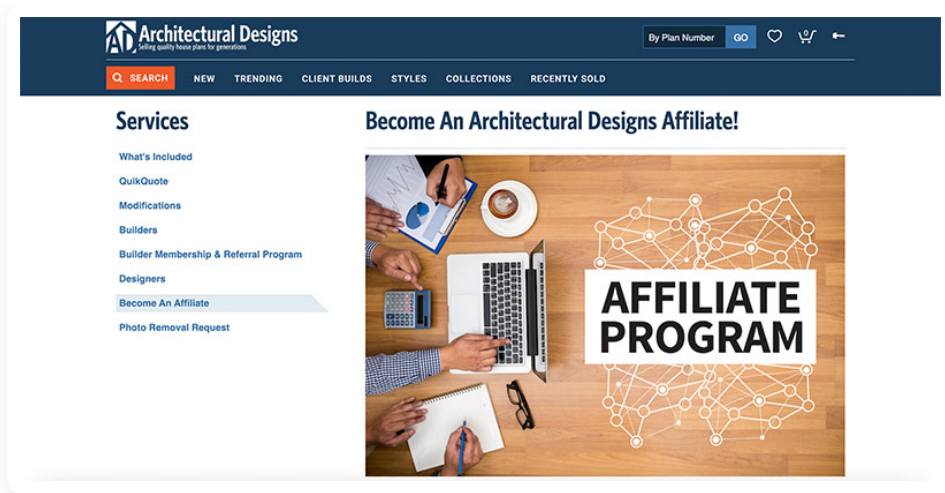 AD Architectural Designs
Selling quality house plans for generations
By Plan Number GO 0
SEARCH NEW TRENDING CLIENT BUILDS STYLES COLLECTIONS RECENTLY SOLD
Services
What's Included
QuikQuote
Modifications
Builders
Builder Membership & Referral Program
Designers
Become An Affiliate
Photo Removal Request
Become An Architectural Designs Affiliate!
AFFILIATE
PROGRAM